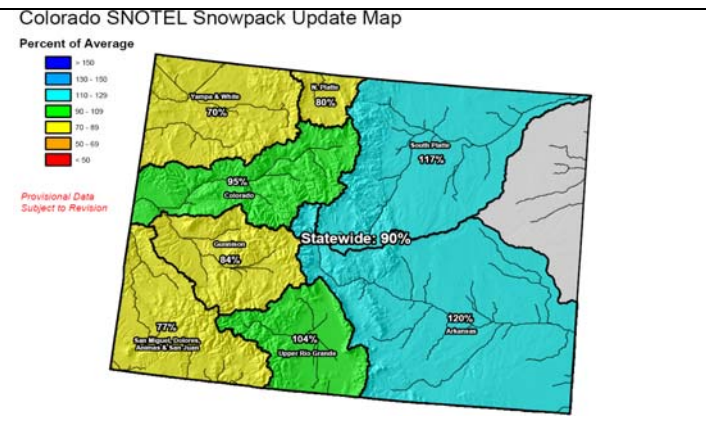 Colorado SNOTEL Snowpack Update Map
Percent of Average
> 150
130 - 150
110 - 129
90 - 109
70 - 89
50 - 69
< 50
Provisional Data
Subject to Revision
Yampa & White
70%
N. Platte
80%
South Platte
117%
95%
Colorado
Statewide: 90%
Gunnison
84%
77%
San Miguel, Dolores,
Animas & San Juan
104%
Upper Rio Grande
120%
Arkansas